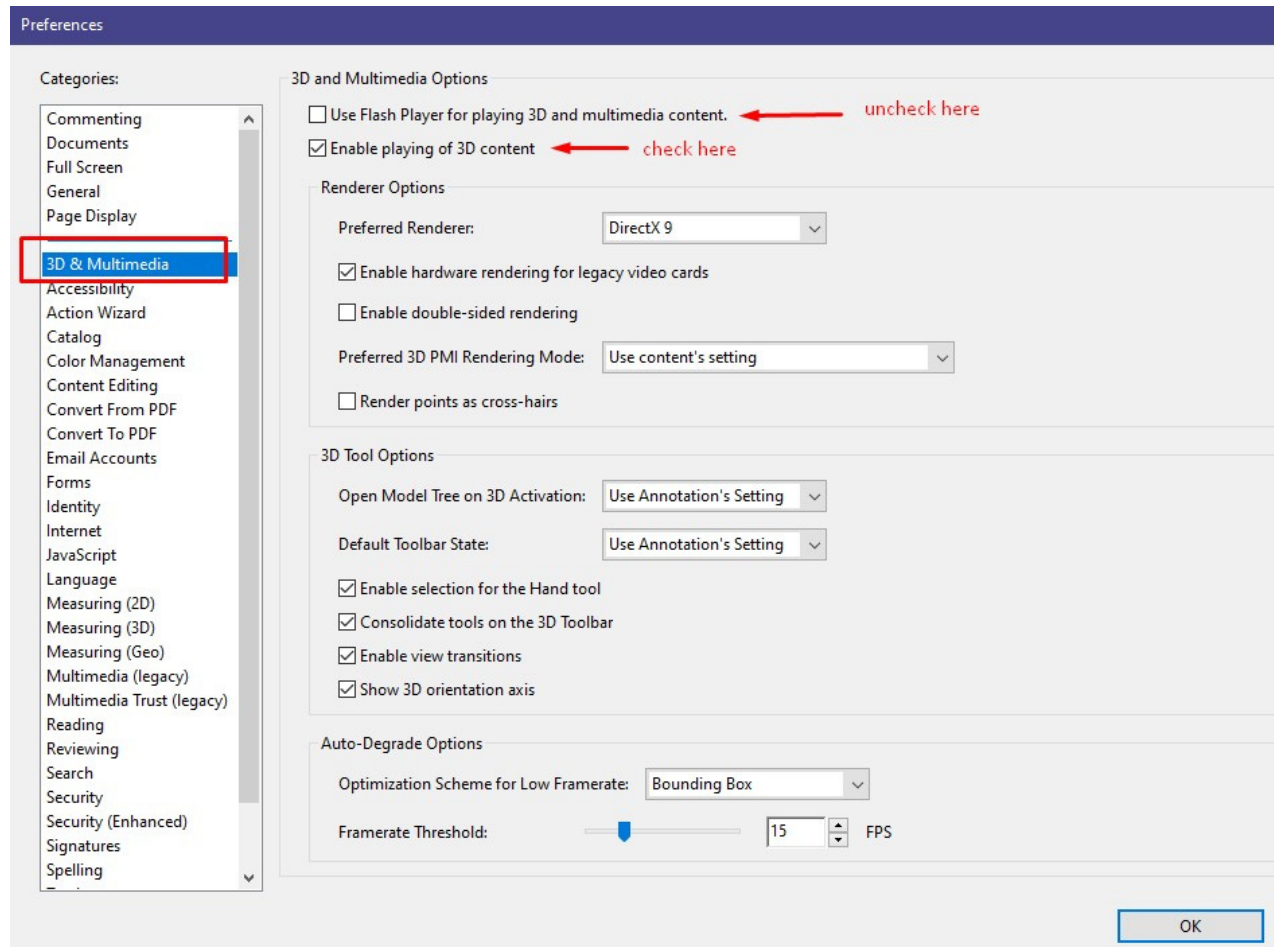 Preferences
Categories:
Commenting
Documents
Full Screen
General
Page Display
3D & Multimedia
Accessibility
Action Wizard
Catalog
Color Management
Content Editing
Convert From PDF
Convert To PDF
Email Accounts
Forms
Identity
Internet
JavaScript
Language
Measuring (2D)
Measuring (3D)
Measuring (Geo)
Multimedia (legacy)
Multimedia Trust (legacy)
Reading
Reviewing
Search
Security
Security (Enhanced)
Signatures
Spelling
3D and Multimedia Options
Use Flash Player for playing 3D and multimedia content. uncheck here
Enable playing of 3D content check here
Renderer Options
Preferred Renderer: DirectX 9
Enable hardware rendering for legacy video cards
Enable double-sided rendering
Preferred 3D PMI Rendering Mode: Use content's setting
Render points as cross-hairs
3D Tool Options
Open Model Tree on 3D Activation: Use Annotation's Setting
Default Toolbar State: Use Annotation's Setting
Enable selection for the Hand tool
Consolidate tools on the 3D Toolbar
Enable view transitions
Show 3D orientation axis
Auto-Degrade Options
Optimization Scheme for Low Framerate: Bounding Box
Framerate Threshold: 15 FPS
OK